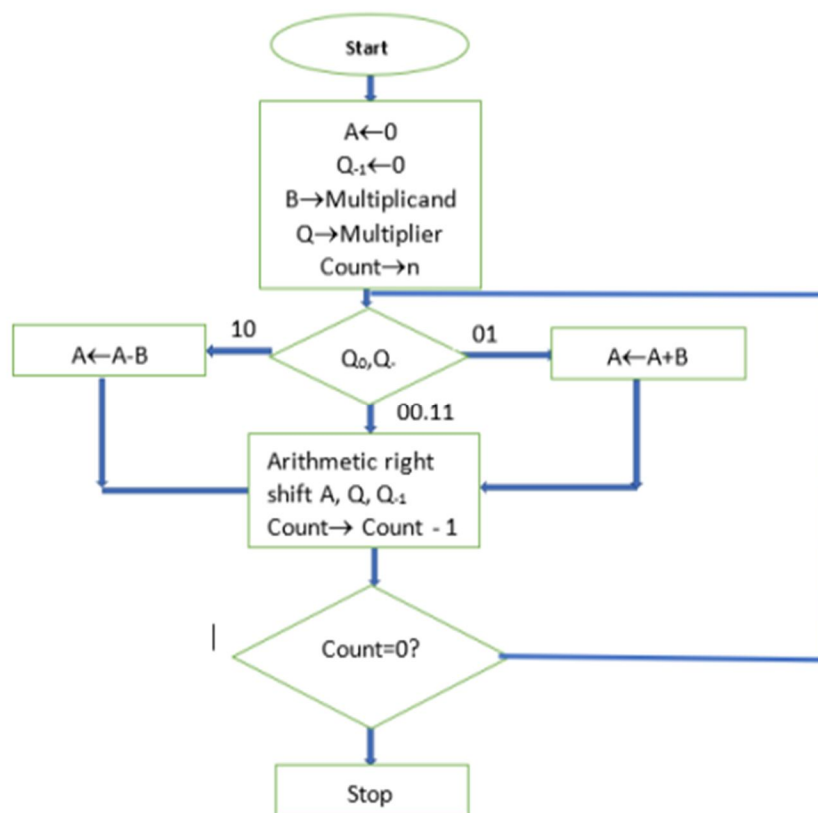 Start
A←0
Q-1←0
B→Multiplicand
Q→Multiplier
Count→n
10
01
A←A-B
Q0,Q-
A←A+B
00.11
Arithmetic right
shift A, Q, Q-1
Count→ Count - 1
Count=0?
Stop